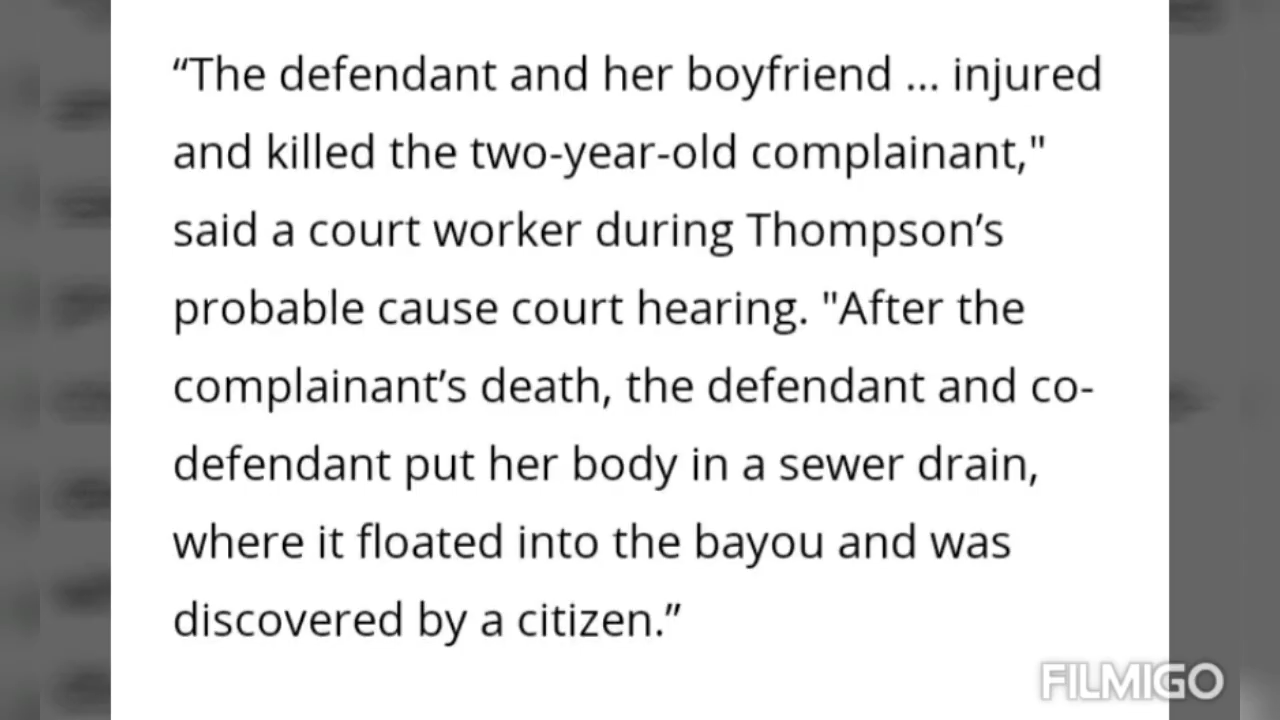 “The defendant and her boyfriend ... injured
and killed the two-year-old complainant,"
said a court worker during Thompson’s
probable cause court hearing. "After the
complainant’s death, the defendant and co-
defendant put her body in a sewer drain,
where it floated into the bayou and was
discovered by a citizen.”
FILMIGO